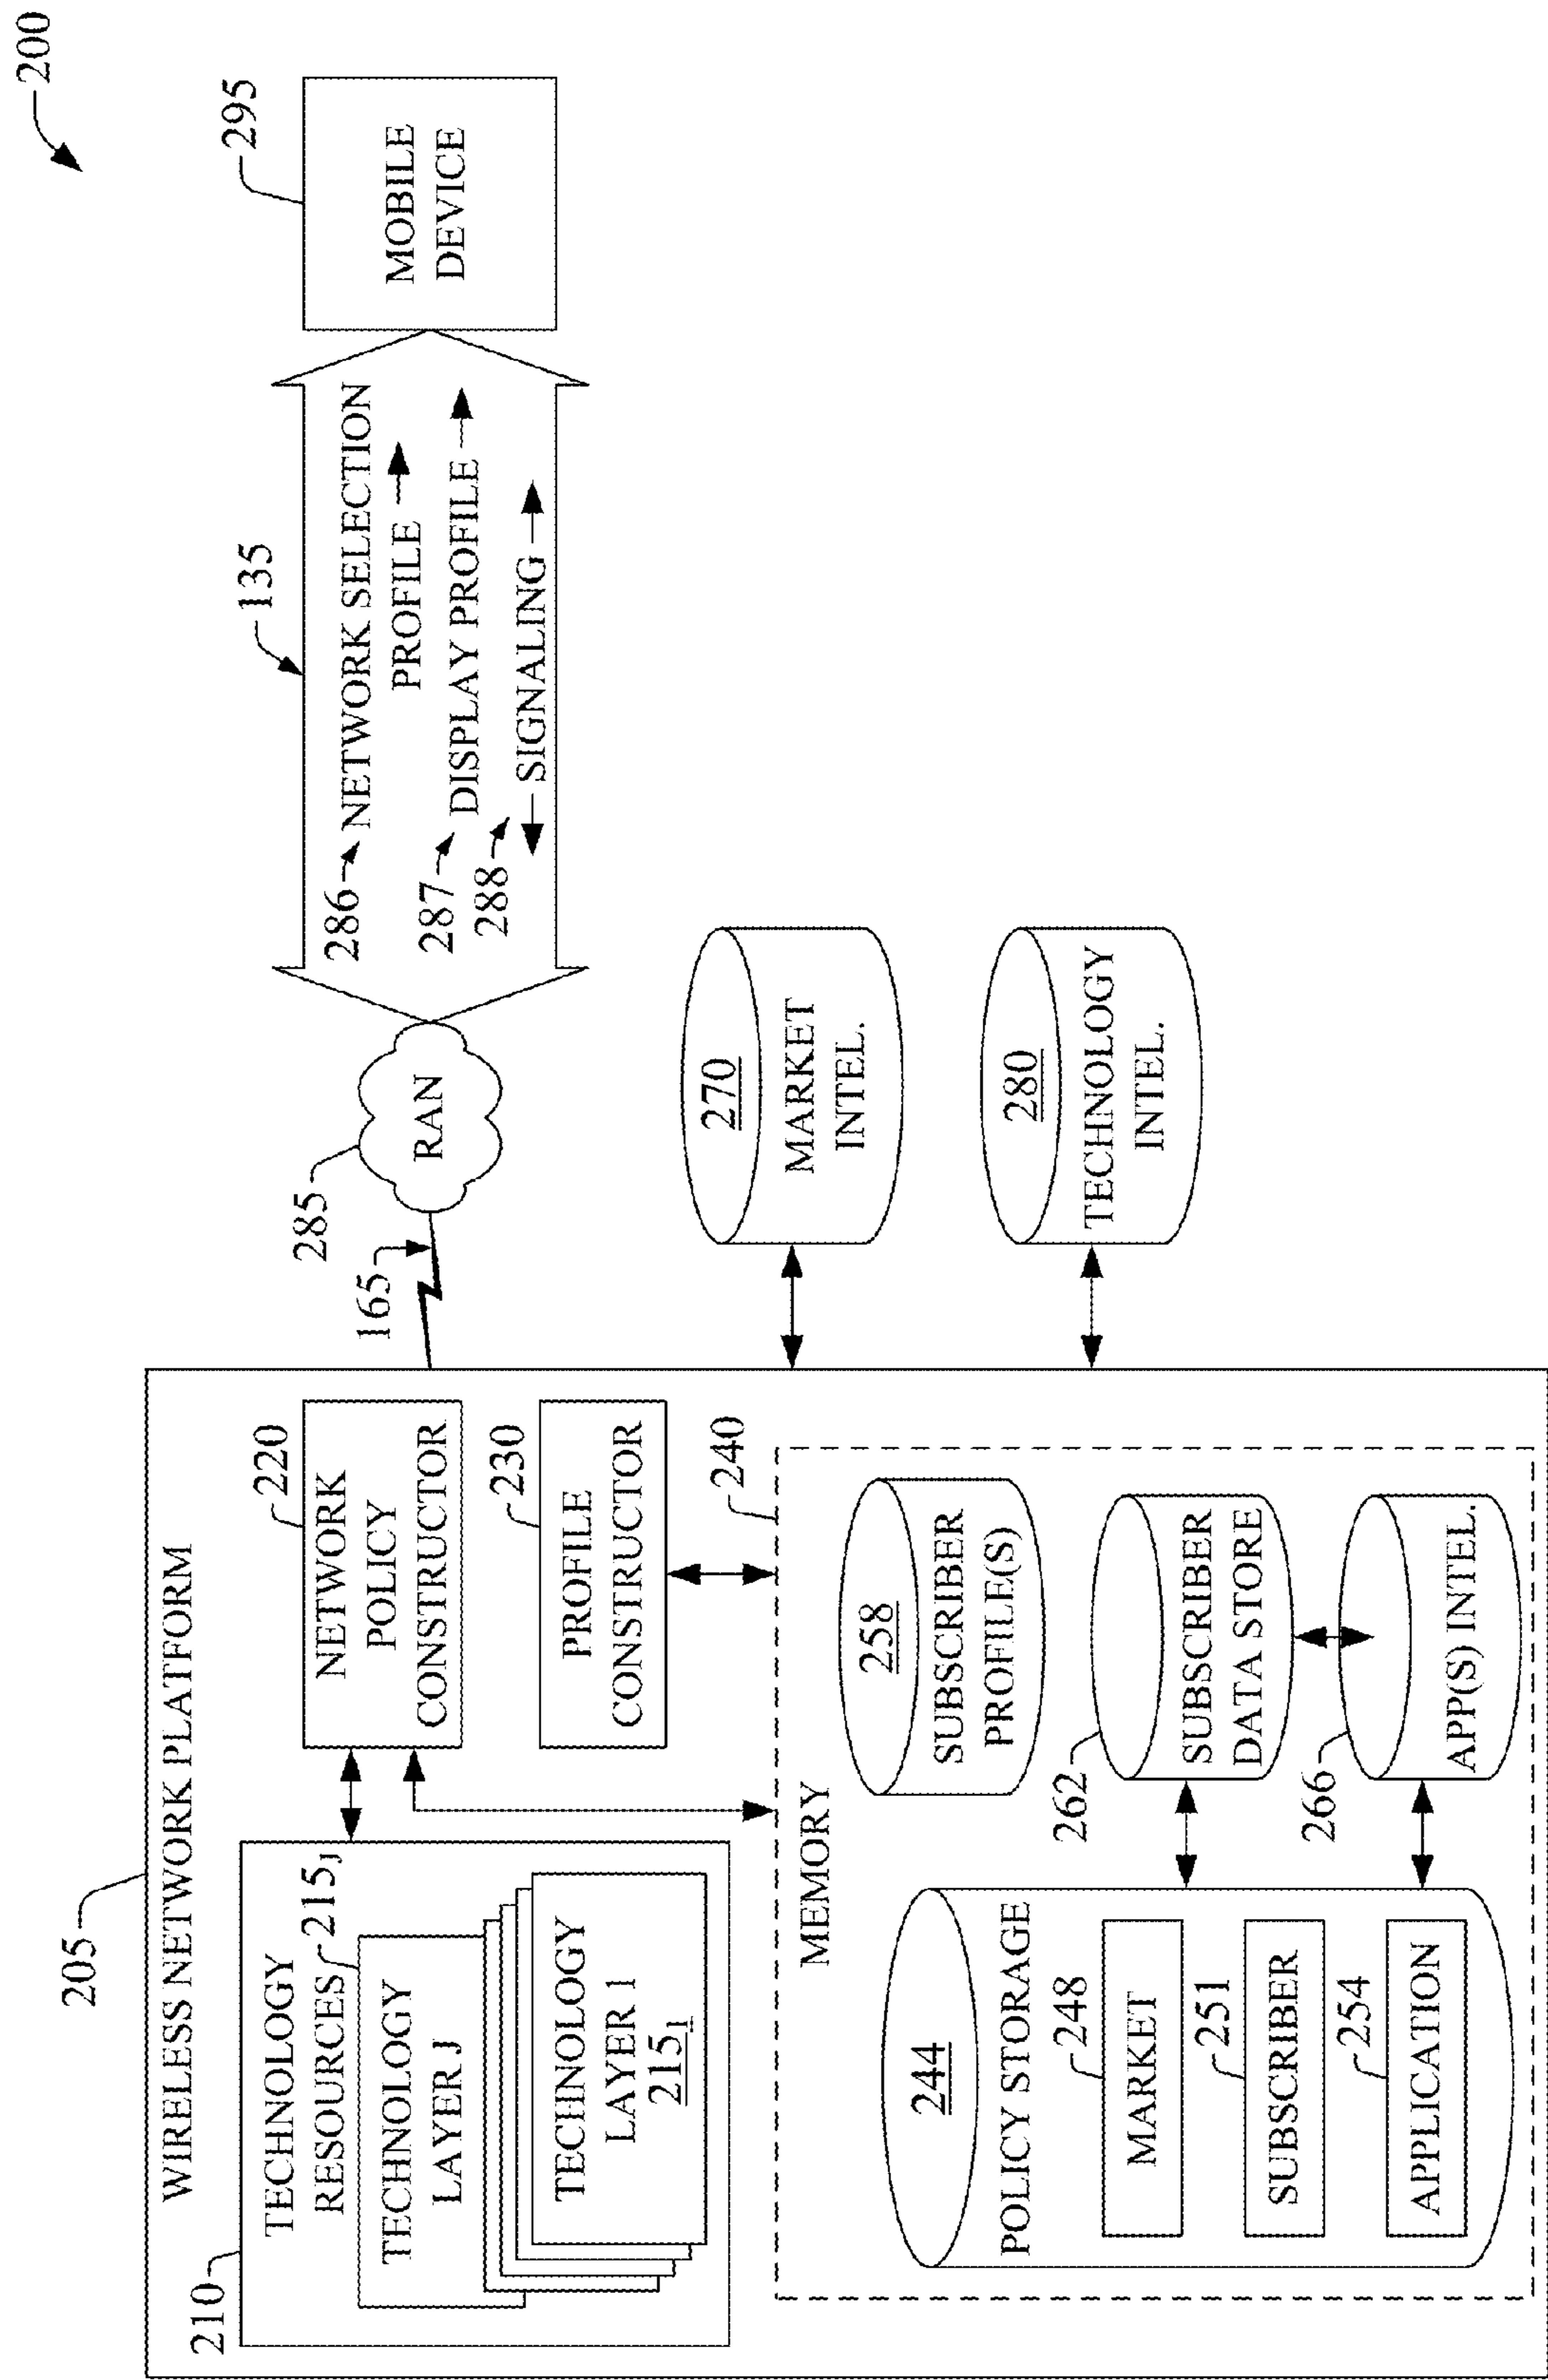 200
205
WIRELESS NETWORK PLATFORM
210
TECHNOLOGY
RESOURCES
215J
TECHNOLOGY
LAYER J
TECHNOLOGY
LAYER 1
2151
220
NETWORK
POLICY
CONSTRUCTOR
230
PROFILE
CONSTRUCTOR
240
MEMORY
244
POLICY STORAGE
248
MARKET
251
SUBSCRIBER
254
APPLICATION
258
SUBSCRIBER
PROFILE(S)
262
SUBSCRIBER
DATA STORE
266
APP(S) INTEL.
165
285
RAN
270
MARKET
INTEL.
280
TECHNOLOGY
INTEL.
135
286
NETWORK SELECTION
PROFILE
287
DISPLAY PROFILE
288
SIGNALING
295
MOBILE
DEVICE